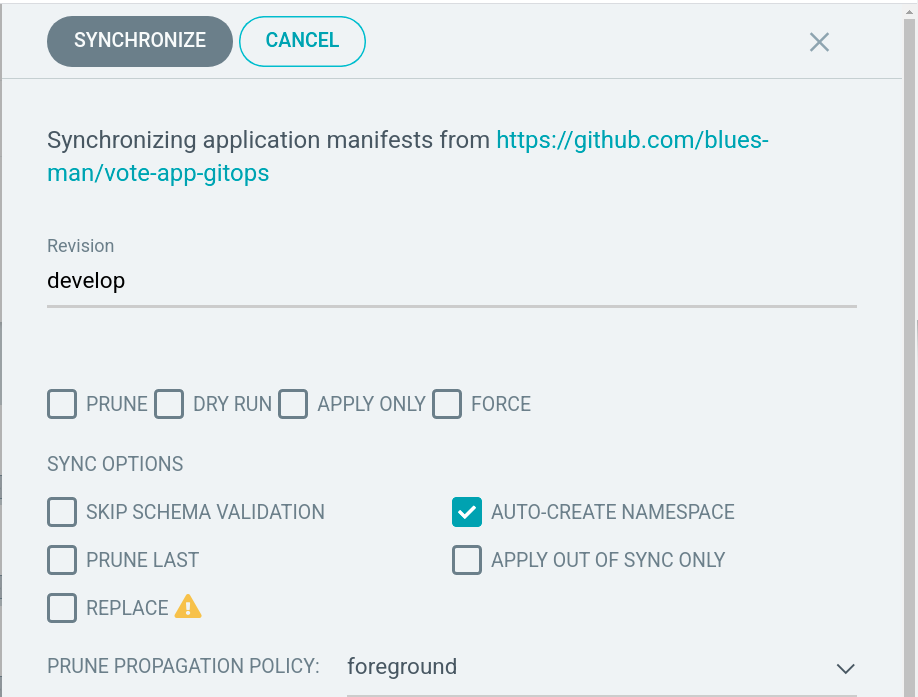 SYNCHRONIZE CANCEL
Synchronizing application manifests from https://github.com/blues-
man/vote-app-gitops
Revision
develop
PRUNE DRY RUN APPLY ONLY FORCE
SYNC OPTIONS
SKIP SCHEMA VALIDATION AUTO-CREATE NAMESPACE
PRUNE LAST APPLY OUT OF SYNC ONLY
REPLACE
PRUNE PROPAGATION POLICY: foreground